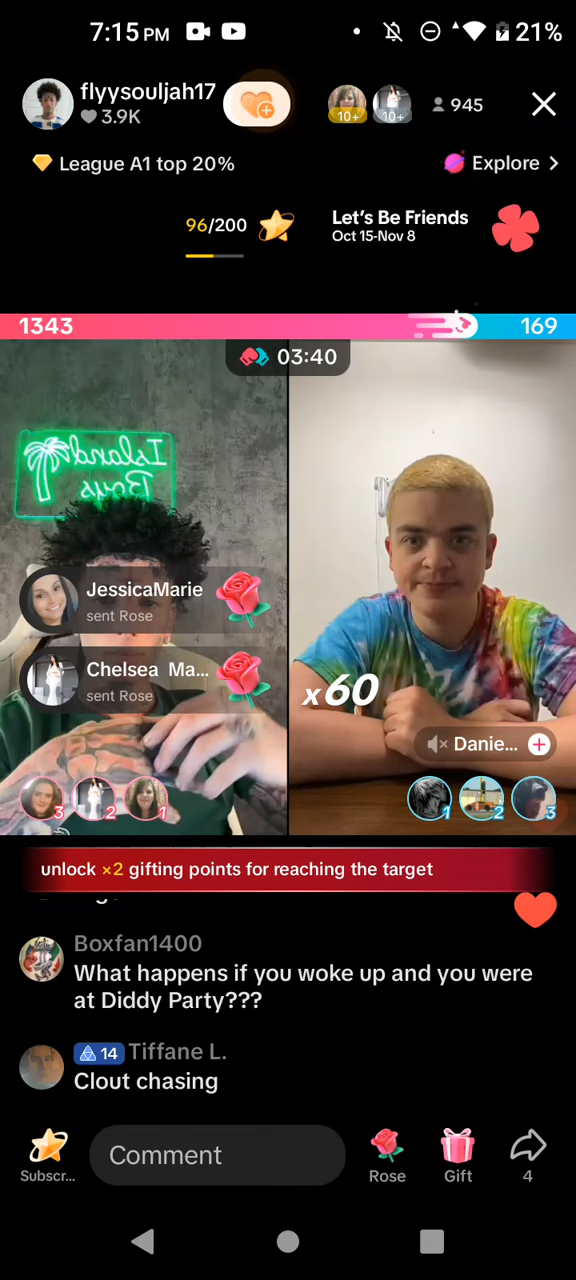 7:15 PM
21%
flyysouljah17
3.9K
10+
10+
945
League A1 top 20%
Explore
96/200
Let's Be Friends
Oct 15-Nov 8
1343
169
03:40
Island
Boys
JessicaMarie
sent Rose
Chelsea Ma...
sent Rose
x60
Danie...
3
2
1
1
2
3
unlock ×2 gifting points for reaching the target
Boxfan1400
What happens if you woke up and you were
at Diddy Party???
14 Tiffane L.
Clout chasing
Comment
Subscr...
Rose
Gift
4